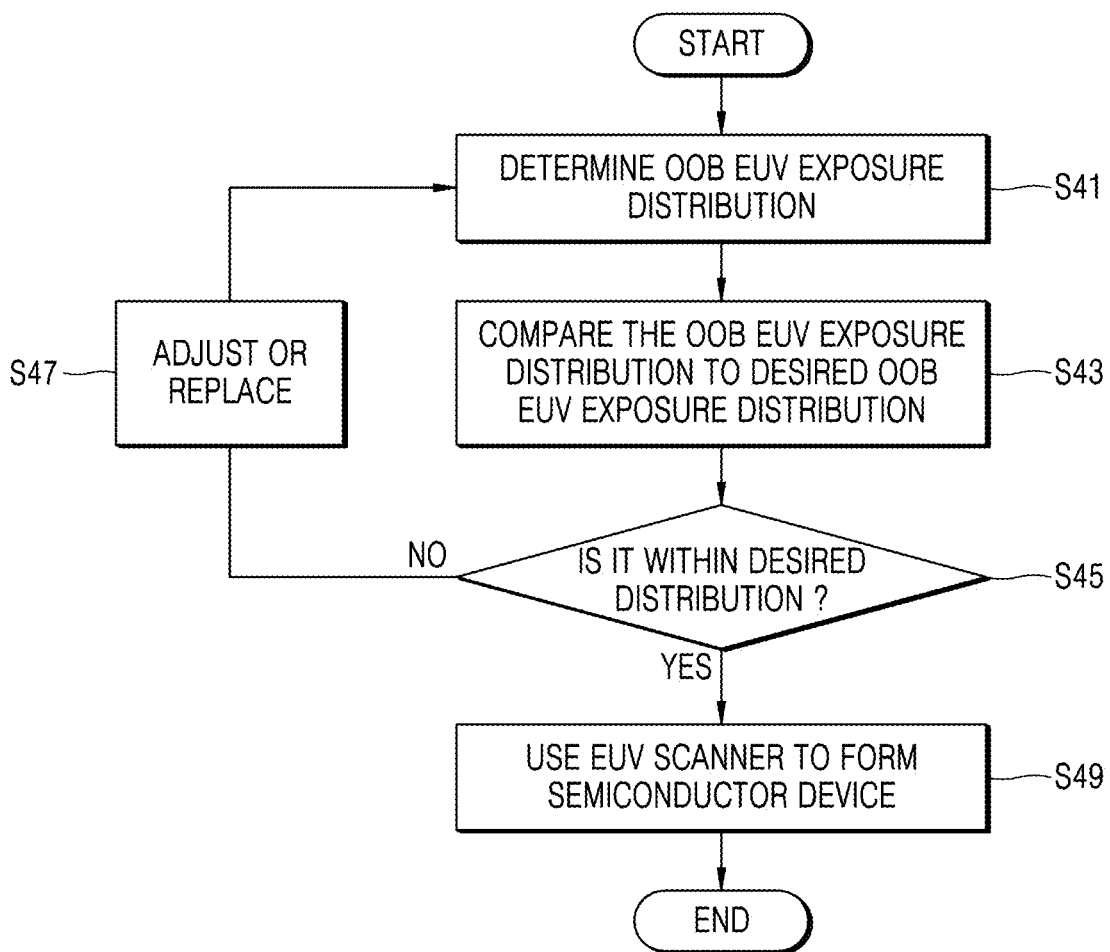 START
DETERMINE OOB EUV EXPOSURE
DISTRIBUTION
S41
COMPARE THE OOB EUV EXPOSURE
DISTRIBUTION TO DESIRED OOB
EUV EXPOSURE DISTRIBUTION
S43
S47
ADJUST OR
REPLACE
NO
IS IT WITHIN DESIRED
DISTRIBUTION ?
S45
YES
USE EUV SCANNER TO FORM
SEMICONDUCTOR DEVICE
S49
END